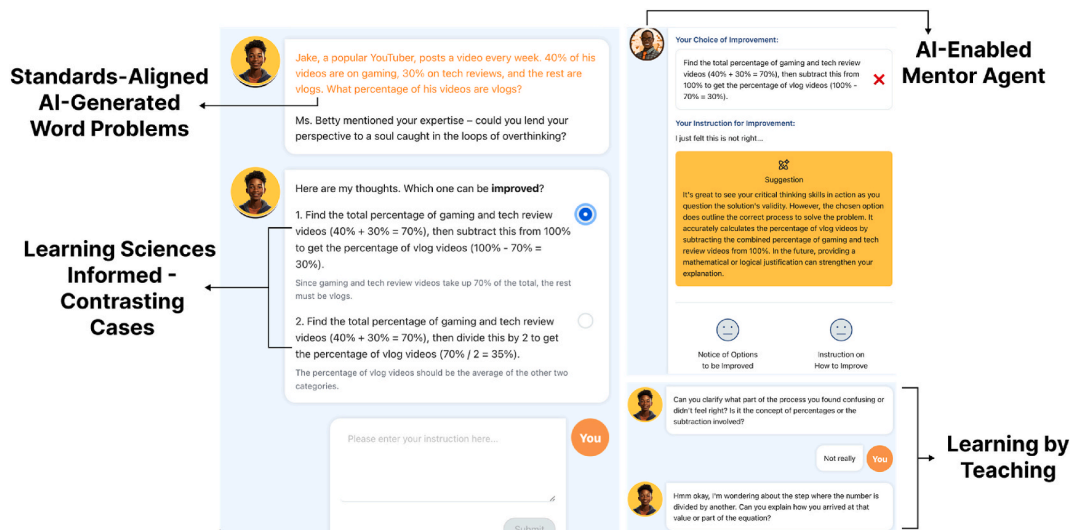 Standards-Aligned
AI-Generated
Word Problems
Learning Sciences
Informed -
Contrasting
Cases
Jake, a popular YouTuber, posts a video every week. 40% of his
videos are on gaming, 30% on tech reviews, and the rest are
vlogs. What percentage of his videos are vlogs?
Ms. Betty mentioned your expertise – could you lend your
perspective to a soul caught in the loops of overthinking?
Here are my thoughts. Which one can be improved?
1. Find the total percentage of gaming and tech review
videos (40% + 30% = 70%), then subtract this from 100%
to get the percentage of vlog videos (100% - 70% =
30%).
Since gaming and tech review videos take up 70% of the total, the rest
must be vlogs.
2. Find the total percentage of gaming and tech review
videos (40% + 30% = 70%), then divide this by 2 to get
the percentage of vlog videos (70% / 2 = 35%).
The percentage of vlog videos should be the average of the other two
categories.
Please enter your instruction here...
You
Submit
Your Choice of Improvement:
Find the total percentage of gaming and tech review
videos (40% + 30% = 70%), then subtract this from
100% to get the percentage of vlog videos (100% -
70% = 30%).
Your Instruction for Improvement:
I just felt this is not right...
Suggestion
It's great to see your critical thinking skills in action as you
question the solution's validity. However, the chosen option
does outline the correct process to solve the problem. It
accurately calculates the percentage of vlog videos by
subtracting the combined percentage of gaming and tech
review videos from 100%. In the future, providing a
mathematical or logical justification can strengthen your
explanation.
Notice of Options
to be Improved
Instruction on
How to Improve
Can you clarify what part of the process you found confusing or
didn't feel right? Is it the concept of percentages or the
subtraction involved?
Not really
You
Hmm okay, I'm wondering about the step where the number is
divided by another. Can you explain how you arrived at that
value or part of the equation?
AI-Enabled
Mentor Agent
Learning by
Teaching